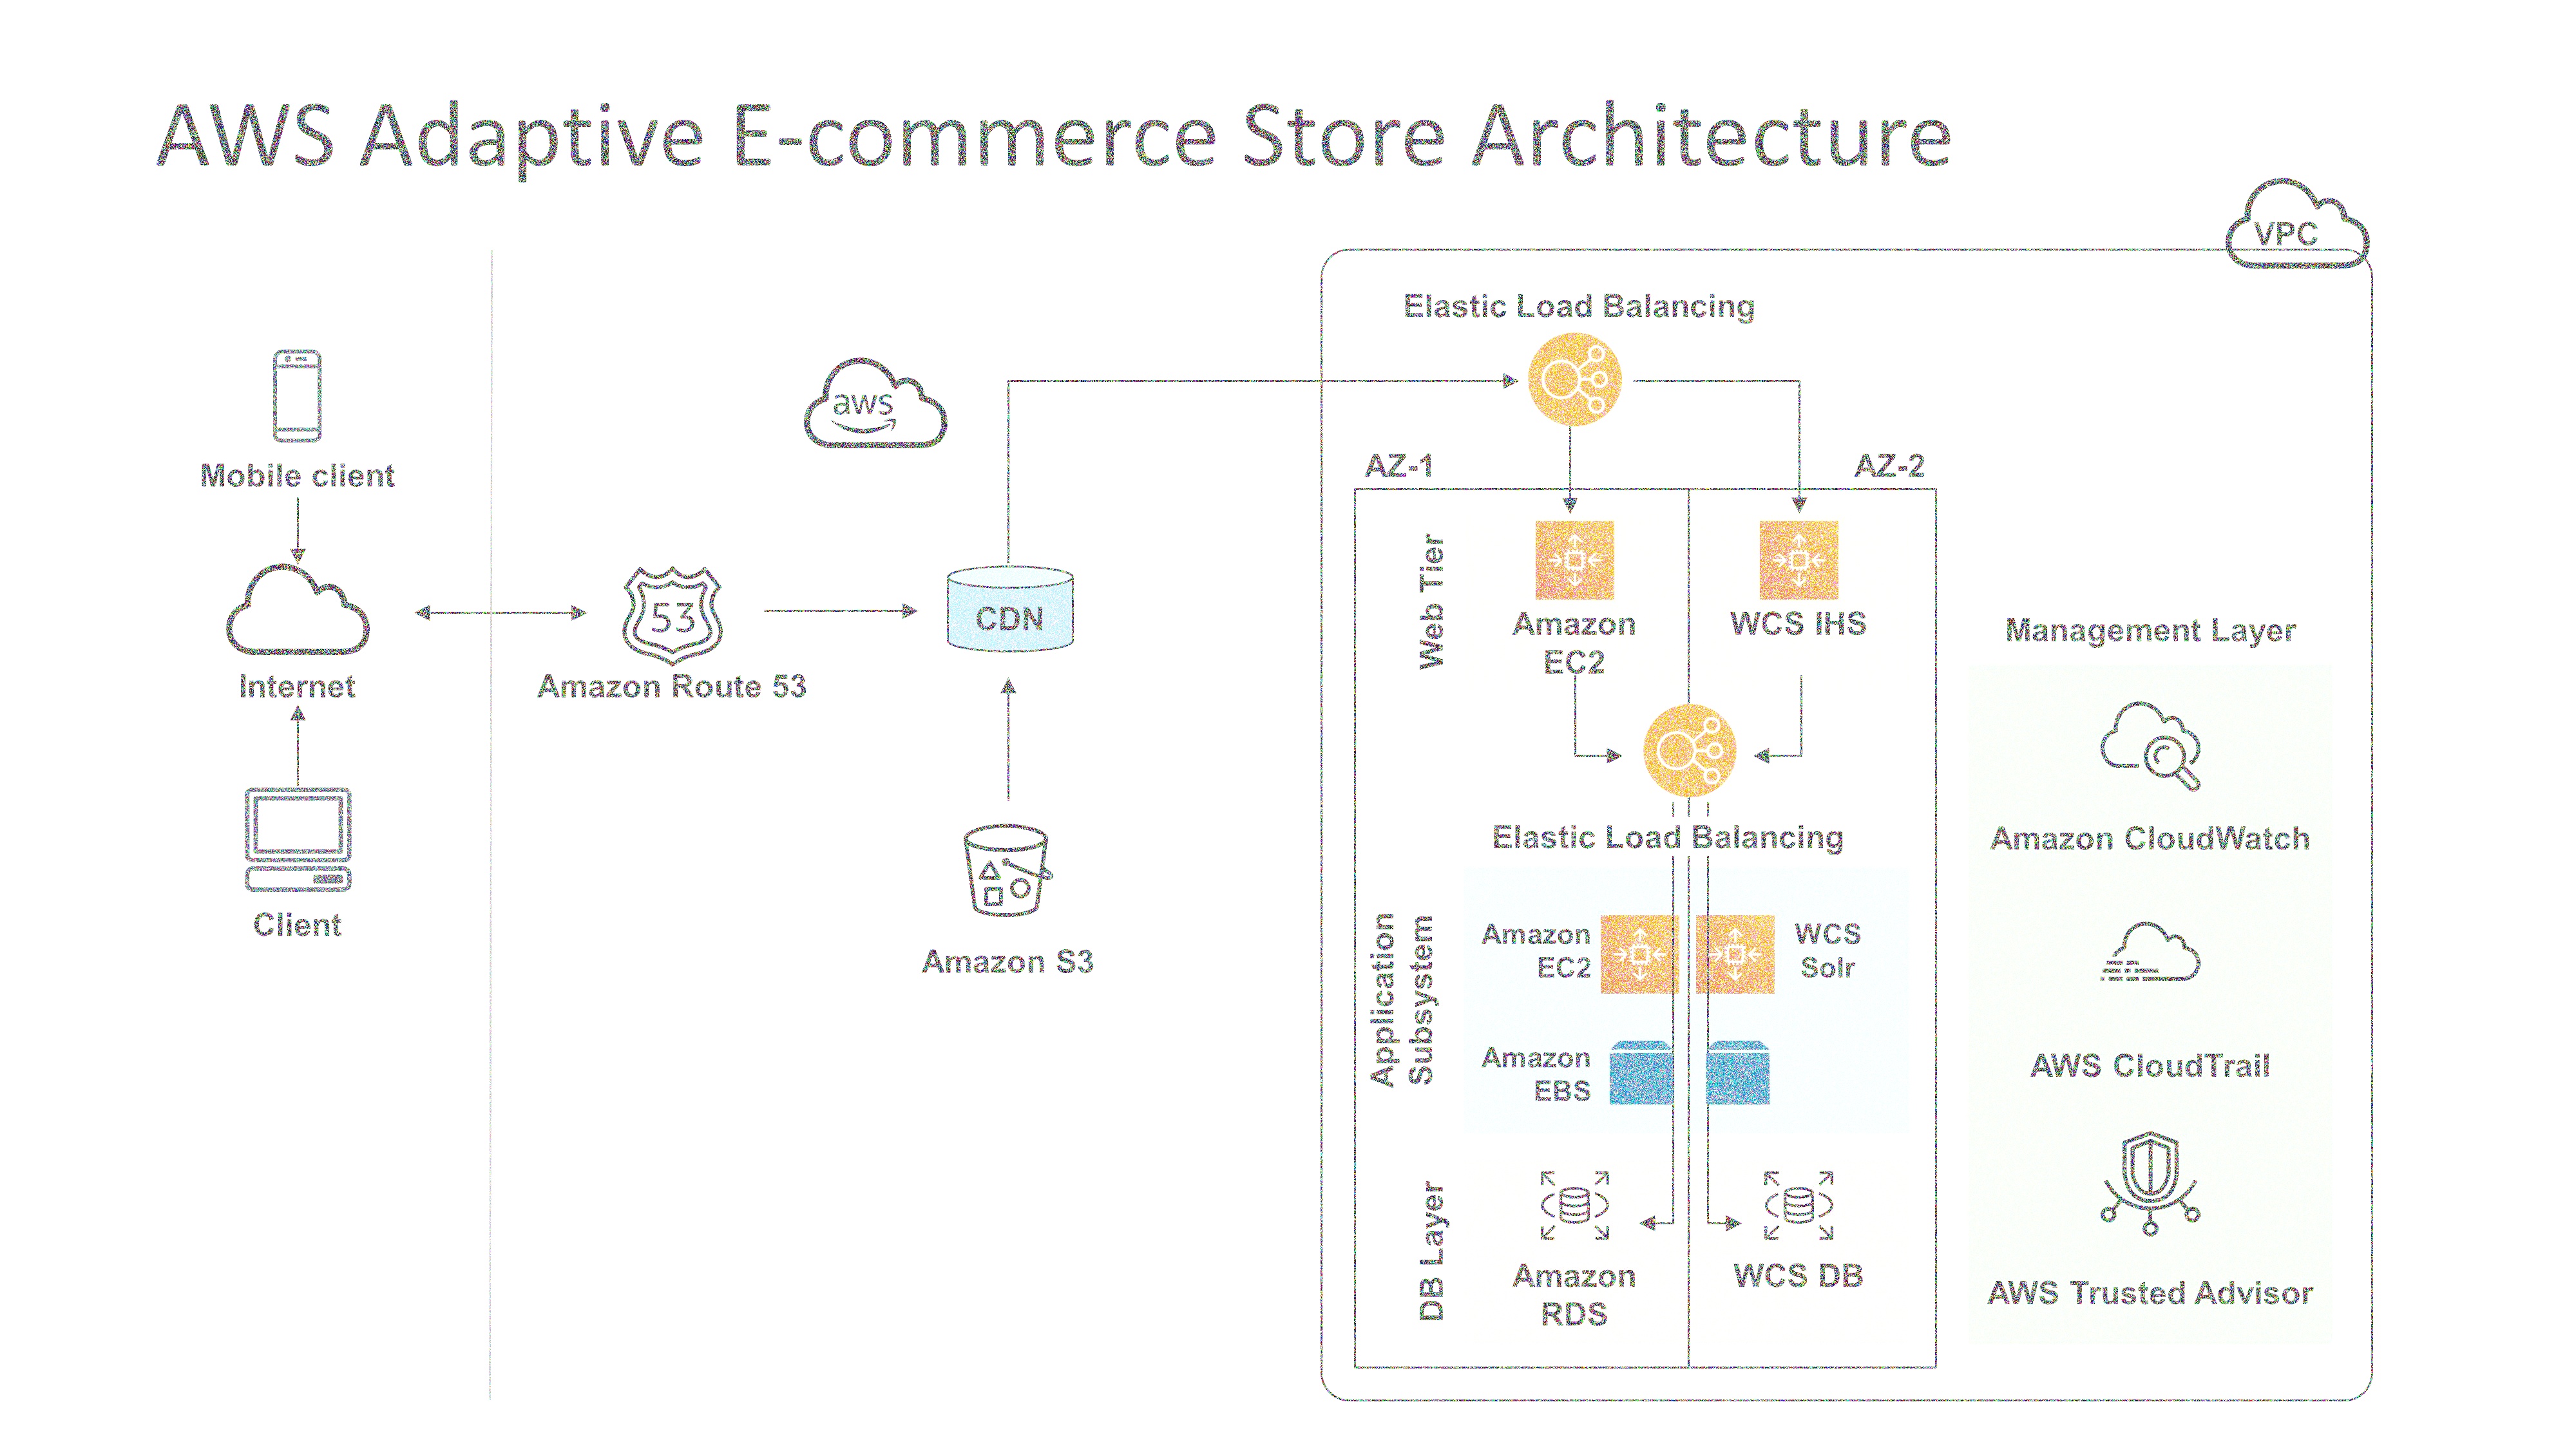 AWS Adaptive E-commerce Store Architecture
VPC
Elastic Load Balancing
aws
AZ-1
AZ-2
Mobile client
Web Tier
53
CDN
Amazon
EC2
WCS IHS
Management Layer
Internet
Amazon Route 53
Elastic Load Balancing
Amazon CloudWatch
Client
Amazon S3
Application
Subsystem
Amazon
EC2
WCS
Solr
Amazon
EBS
AWS CloudTrail
DB Layer
Amazon
RDS
WCS DB
AWS Trusted Advisor